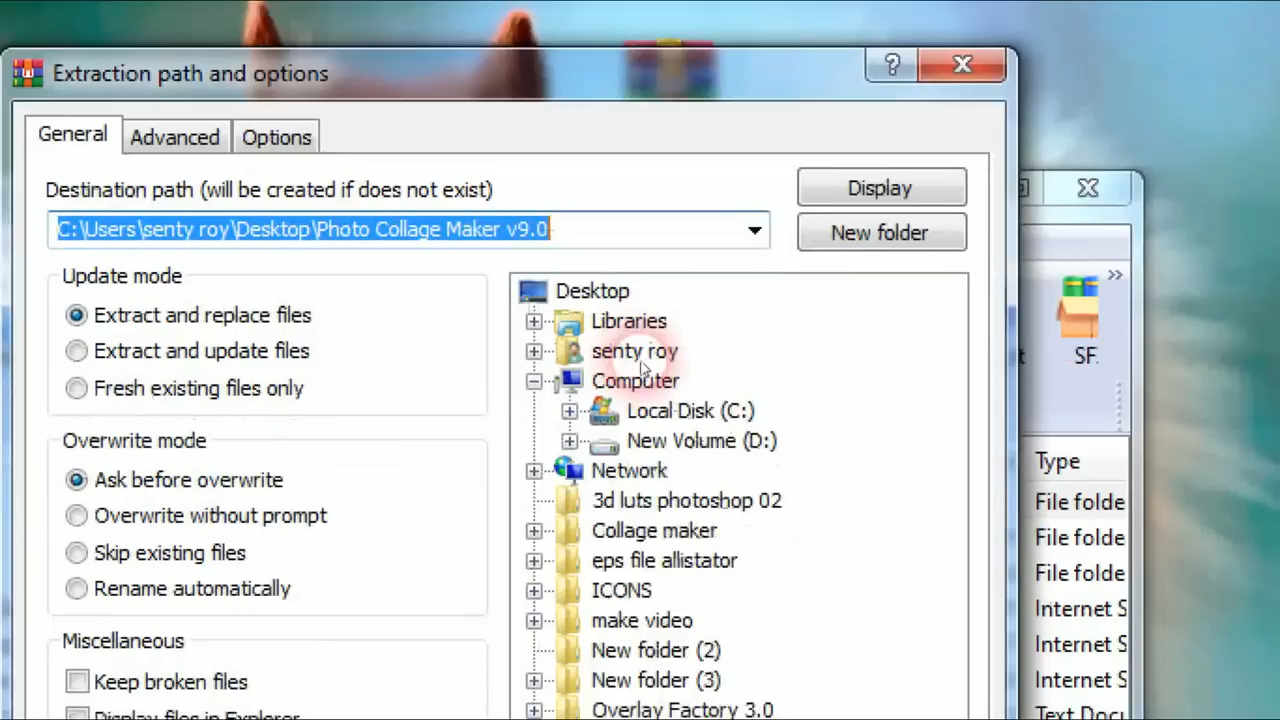 Extraction path and options
?
General
Advanced
Options
Destination path (will be created if does not exist)
Display
C:\Users\senty roy\Desktop\Photo Collage Maker v9.0
New folder
Update mode
Extract and replace files
Extract and update files
Fresh existing files only
Overwrite mode
Ask before overwrite
Overwrite without prompt
Skip existing files
Rename automatically
Miscellaneous
Keep broken files
Display files in Explorer
Desktop
Libraries
senty roy
Computer
Local Disk (C:)
New Volume (D:)
Network
3d luts photoshop 02
Collage maker
eps file allistator
ICONS
make video
New folder (2)
New folder (3)
Overlay Factory 3.0
t
SF
Type
File folde
File folde
File folde
Internet S
Internet S
Internet S
Text Docu